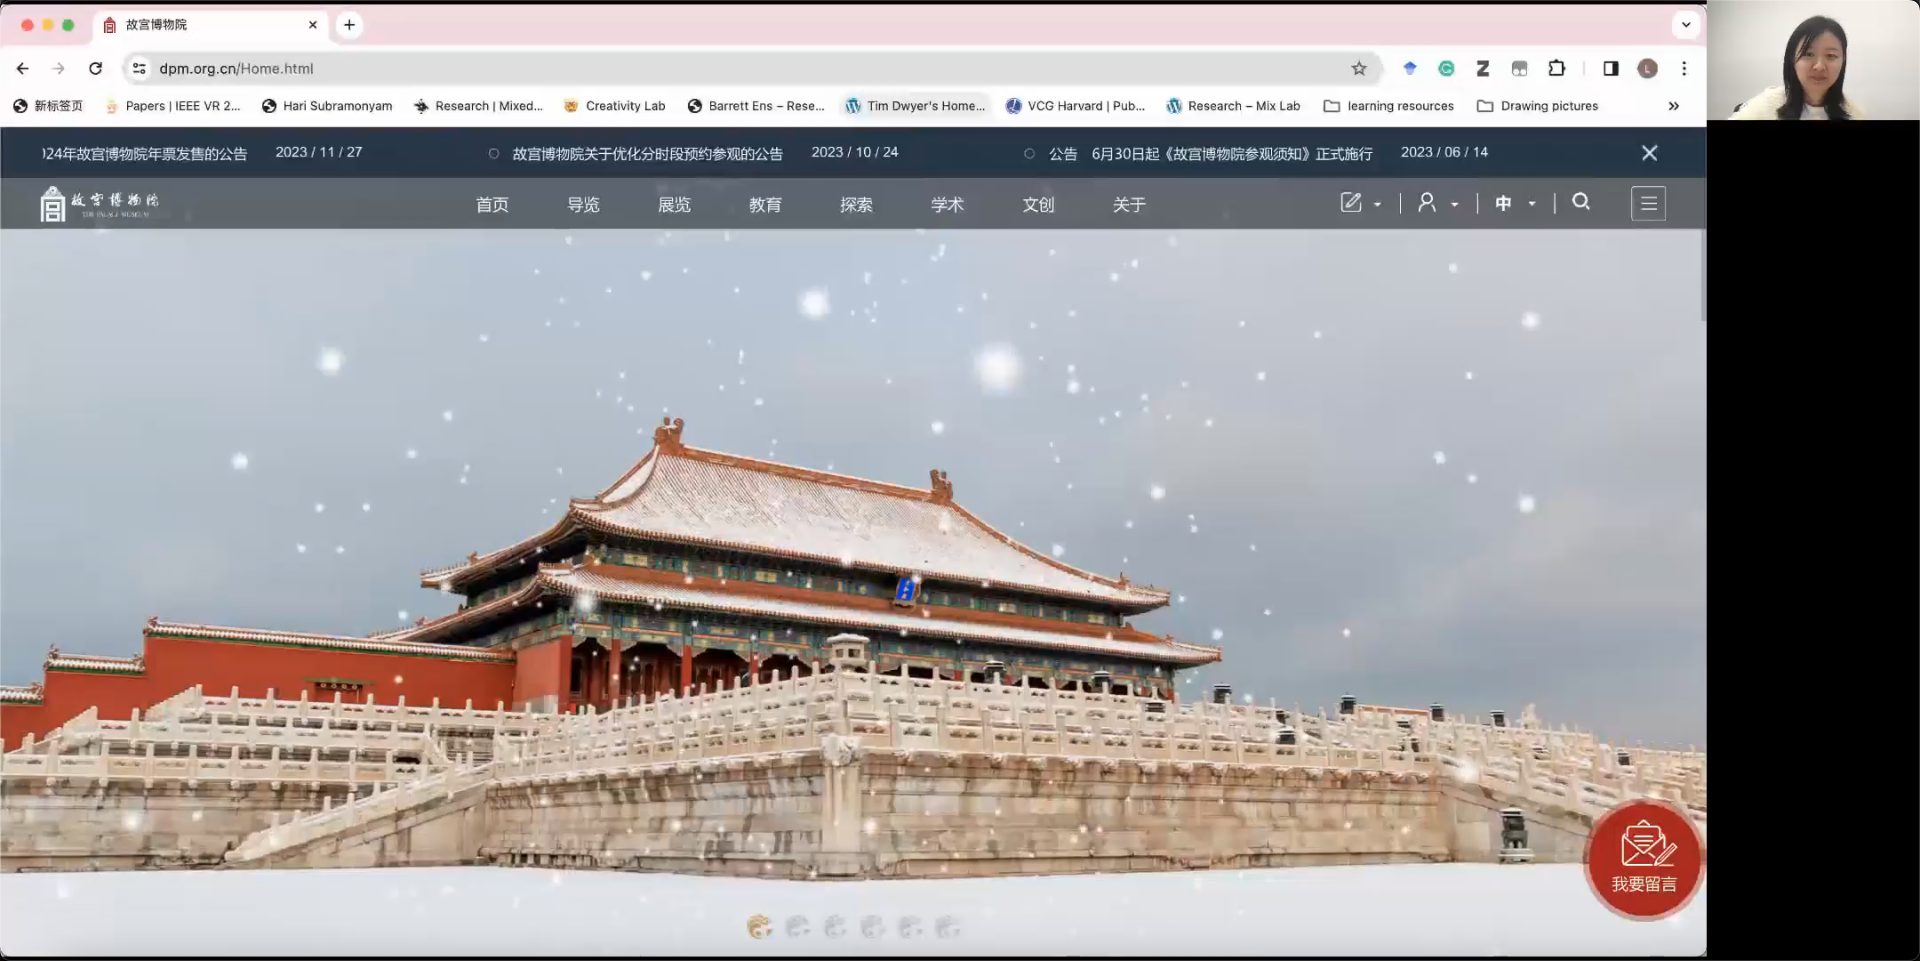 故宫博物院
dpm.org.cn/Home.html
新标签页 Papers | IEEE VR 2... Hari Subramonyam Research | Mixed... Creativity Lab Barrett Ens – Rese... Tim Dwyer's Home... VCG Harvard | Pub... Research – Mix Lab learning resources Drawing pictures
024年故宫博物院年票发售的公告 2023 / 11 / 27 故宫博物院关于优化分时段预约参观的公告 2023 / 10 / 24 公告 6月30日起《故宫博物院参观须知》正式施行 2023 / 06 / 14
故宫博物院 首页 导览 展览 教育 探索 学术 文创 关于 中
THE PALACE MUSEUM
我要留言